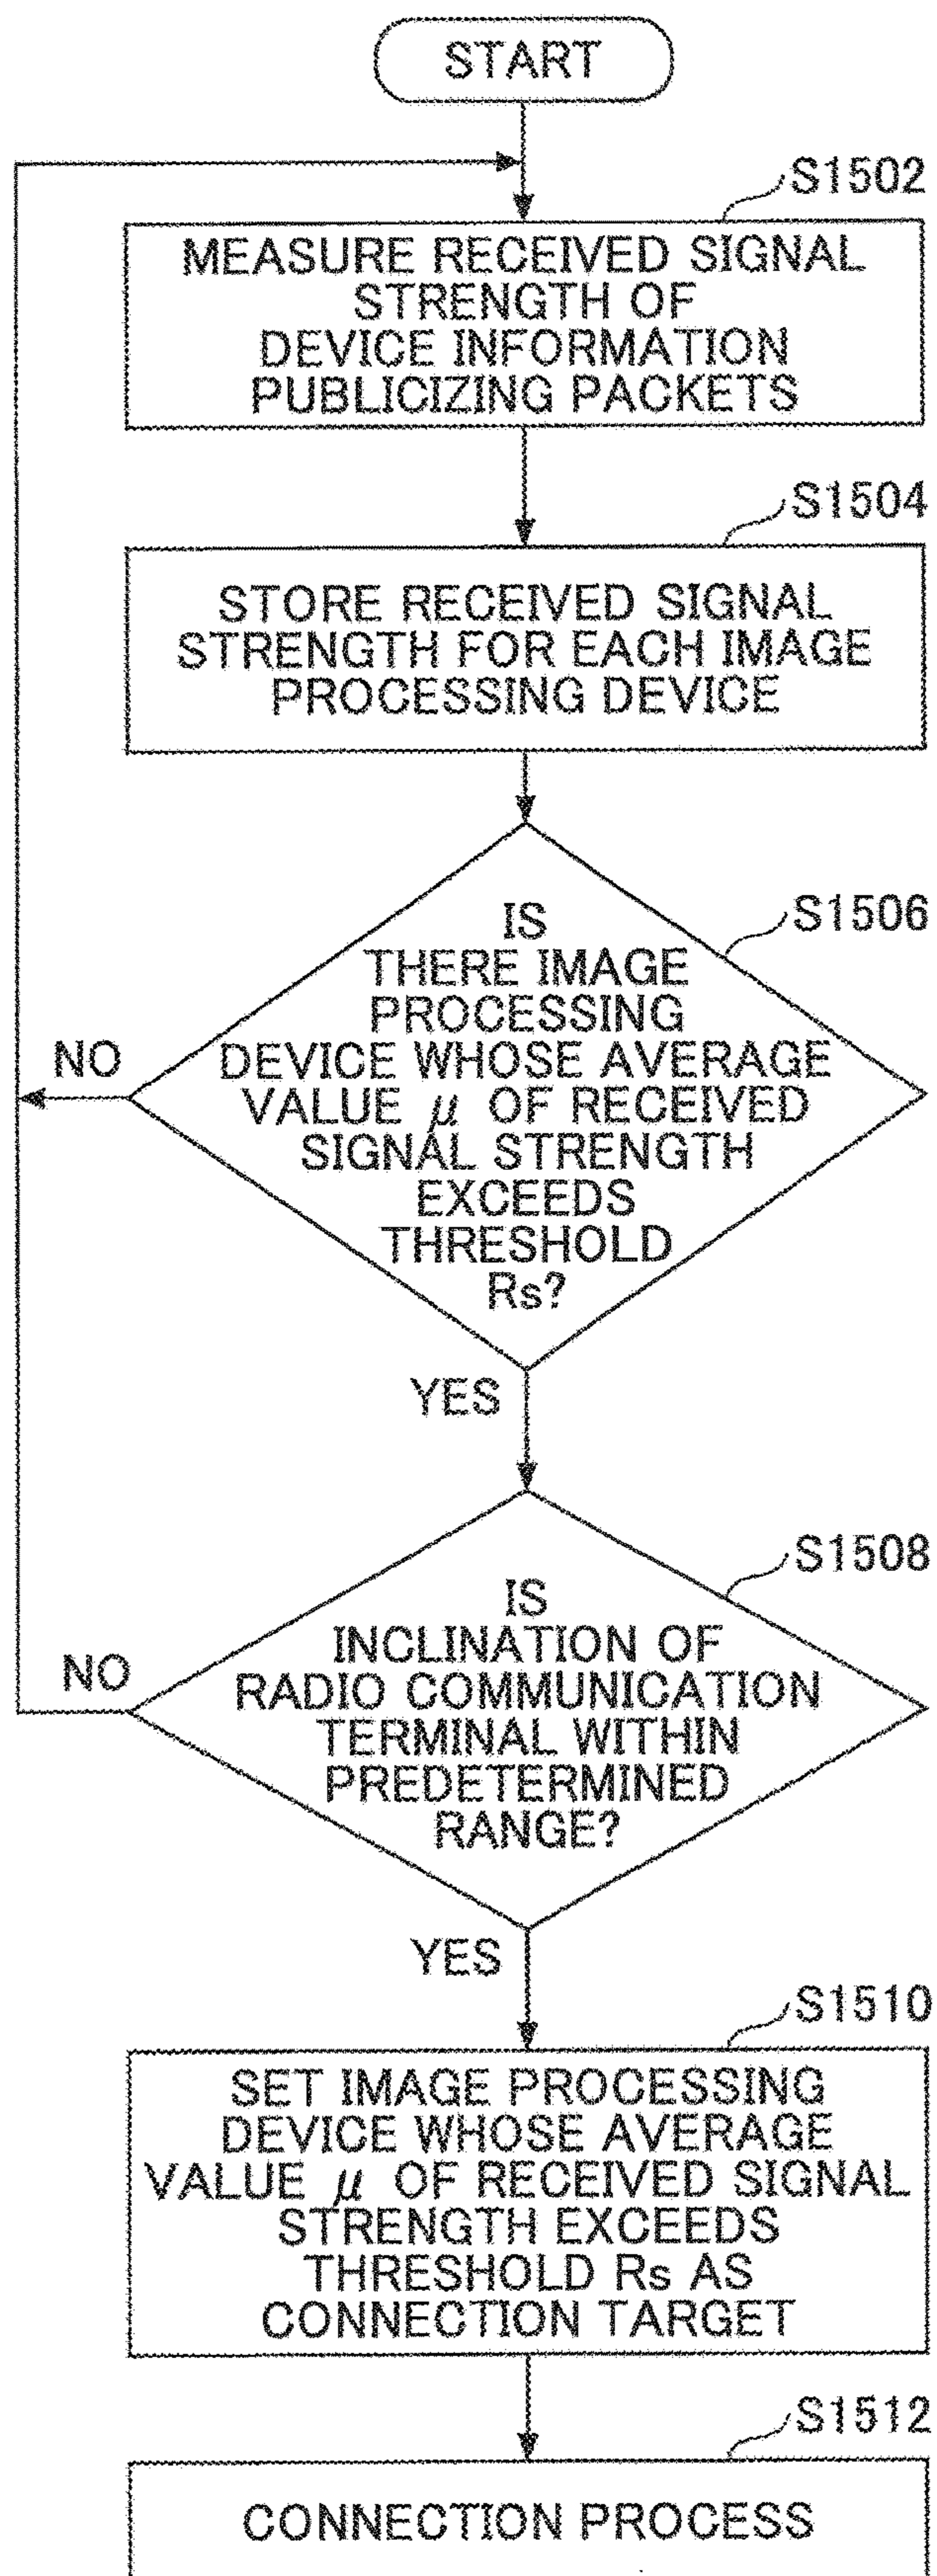 START
S1502
MEASURE RECEIVED SIGNAL
STRENGTH OF
DEVICE INFORMATION
PUBLICIZING PACKETS
S1504
STORE RECEIVED SIGNAL
STRENGTH FOR EACH IMAGE
PROCESSING DEVICE
S1506
IS
THERE IMAGE
PROCESSING
DEVICE WHOSE AVERAGE
VALUE μ OF RECEIVED
SIGNAL STRENGTH
EXCEEDS
THRESHOLD
Rs?
NO
YES
S1508
IS
INCLINATION OF
RADIO COMMUNICATION
TERMINAL WITHIN
PREDETERMINED
RANGE?
NO
YES
S1510
SET IMAGE PROCESSING
DEVICE WHOSE AVERAGE
VALUE μ OF RECEIVED SIGNAL
STRENGTH EXCEEDS
THRESHOLD Rs AS
CONNECTION TARGET
S1512
CONNECTION PROCESS